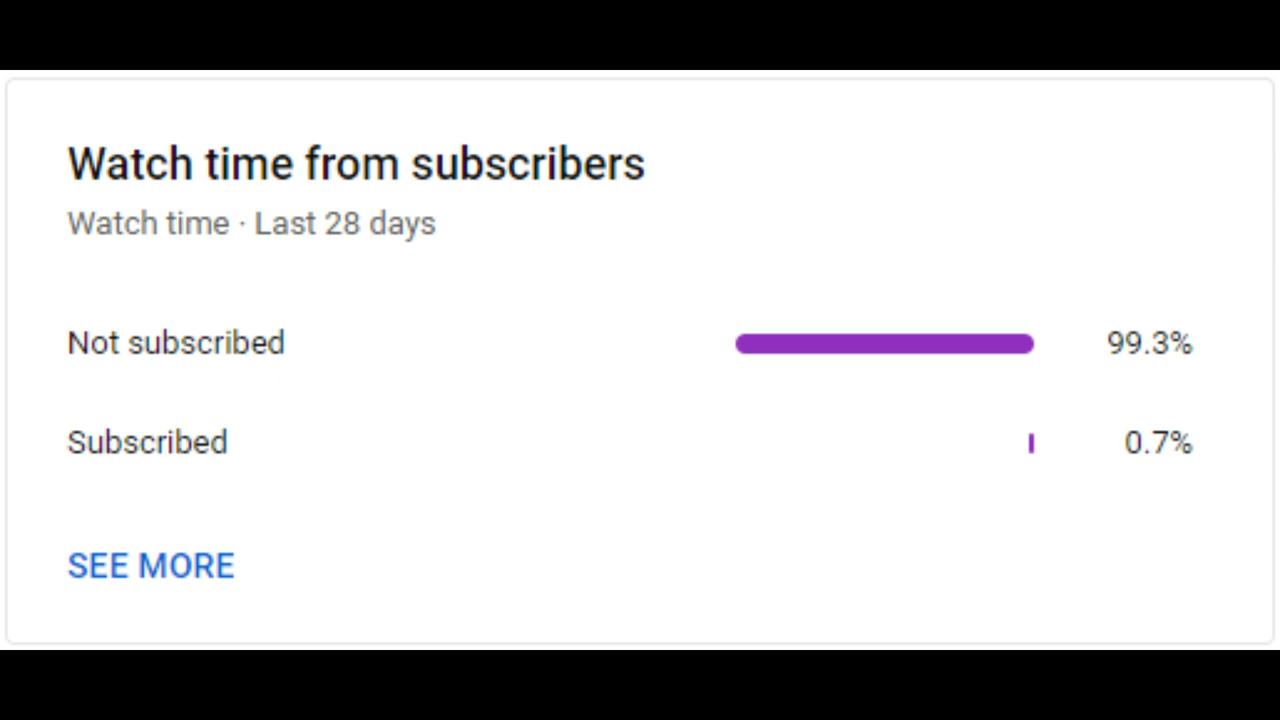 Watch time from subscribers
Watch time · Last 28 days
Not subscribed 99.3%
Subscribed 0.7%
SEE MORE